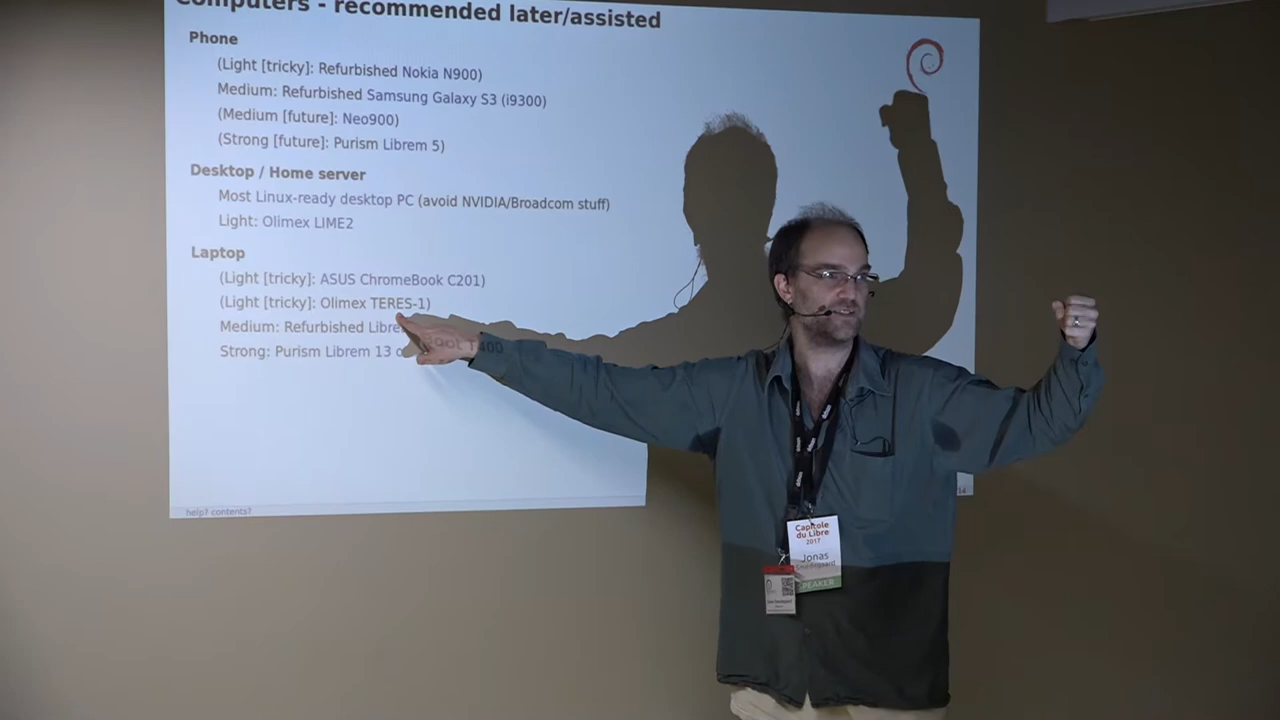 Computers - recommended later/assisted
Phone
(Light [tricky]: Refurbished Nokia N900)
Medium: Refurbished Samsung Galaxy S3 (i9300)
(Medium [future]: Neo900)
(Strong [future]: Purism Librem 5)
Desktop / Home server
Most Linux-ready desktop PC (avoid NVIDIA/Broadcom stuff)
Light: Olimex LIME2
Laptop
(Light [tricky]: ASUS ChromeBook C201)
(Light [tricky]: Olimex TERES-1)
Medium: Refurbished Libre
T400
Strong: Purism Librem 13 o
help? contents?
14
Capitole
du Libre
2017
Jonas
Smedegaard
SPEAKER